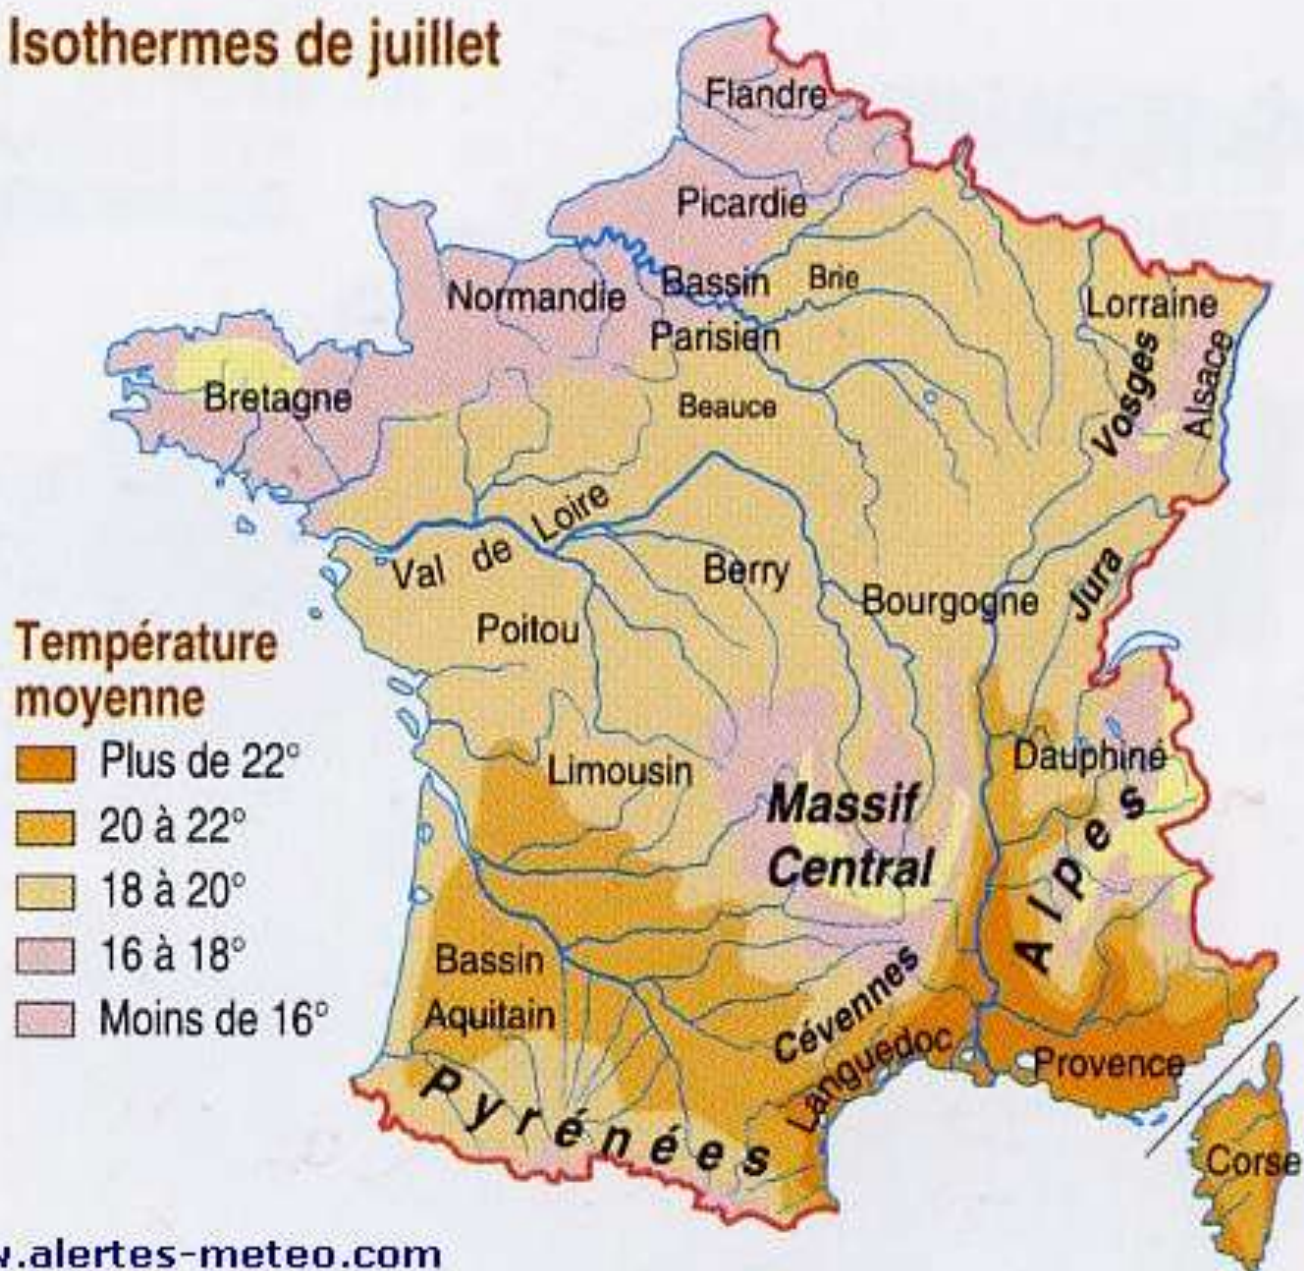 Isothermes de juillet
Flandre
Picardie
Normandie
Bassin
Parisien
Brie
Lorraine
Vosges
Alsace
Bretagne
Beauce
Val de Loire
Berry
Bourgogne
Jura
Poitou
Température
moyenne
Plus de 22°
20 à 22°
18 à 20°
16 à 18°
Moins de 16°
Limousin
Massif
Central
Dauphiné
Alpes
Bassin
Aquitain
Cévennes
Languedoc
Provence
Pyrénées
Corse
.alertes-meteo.com